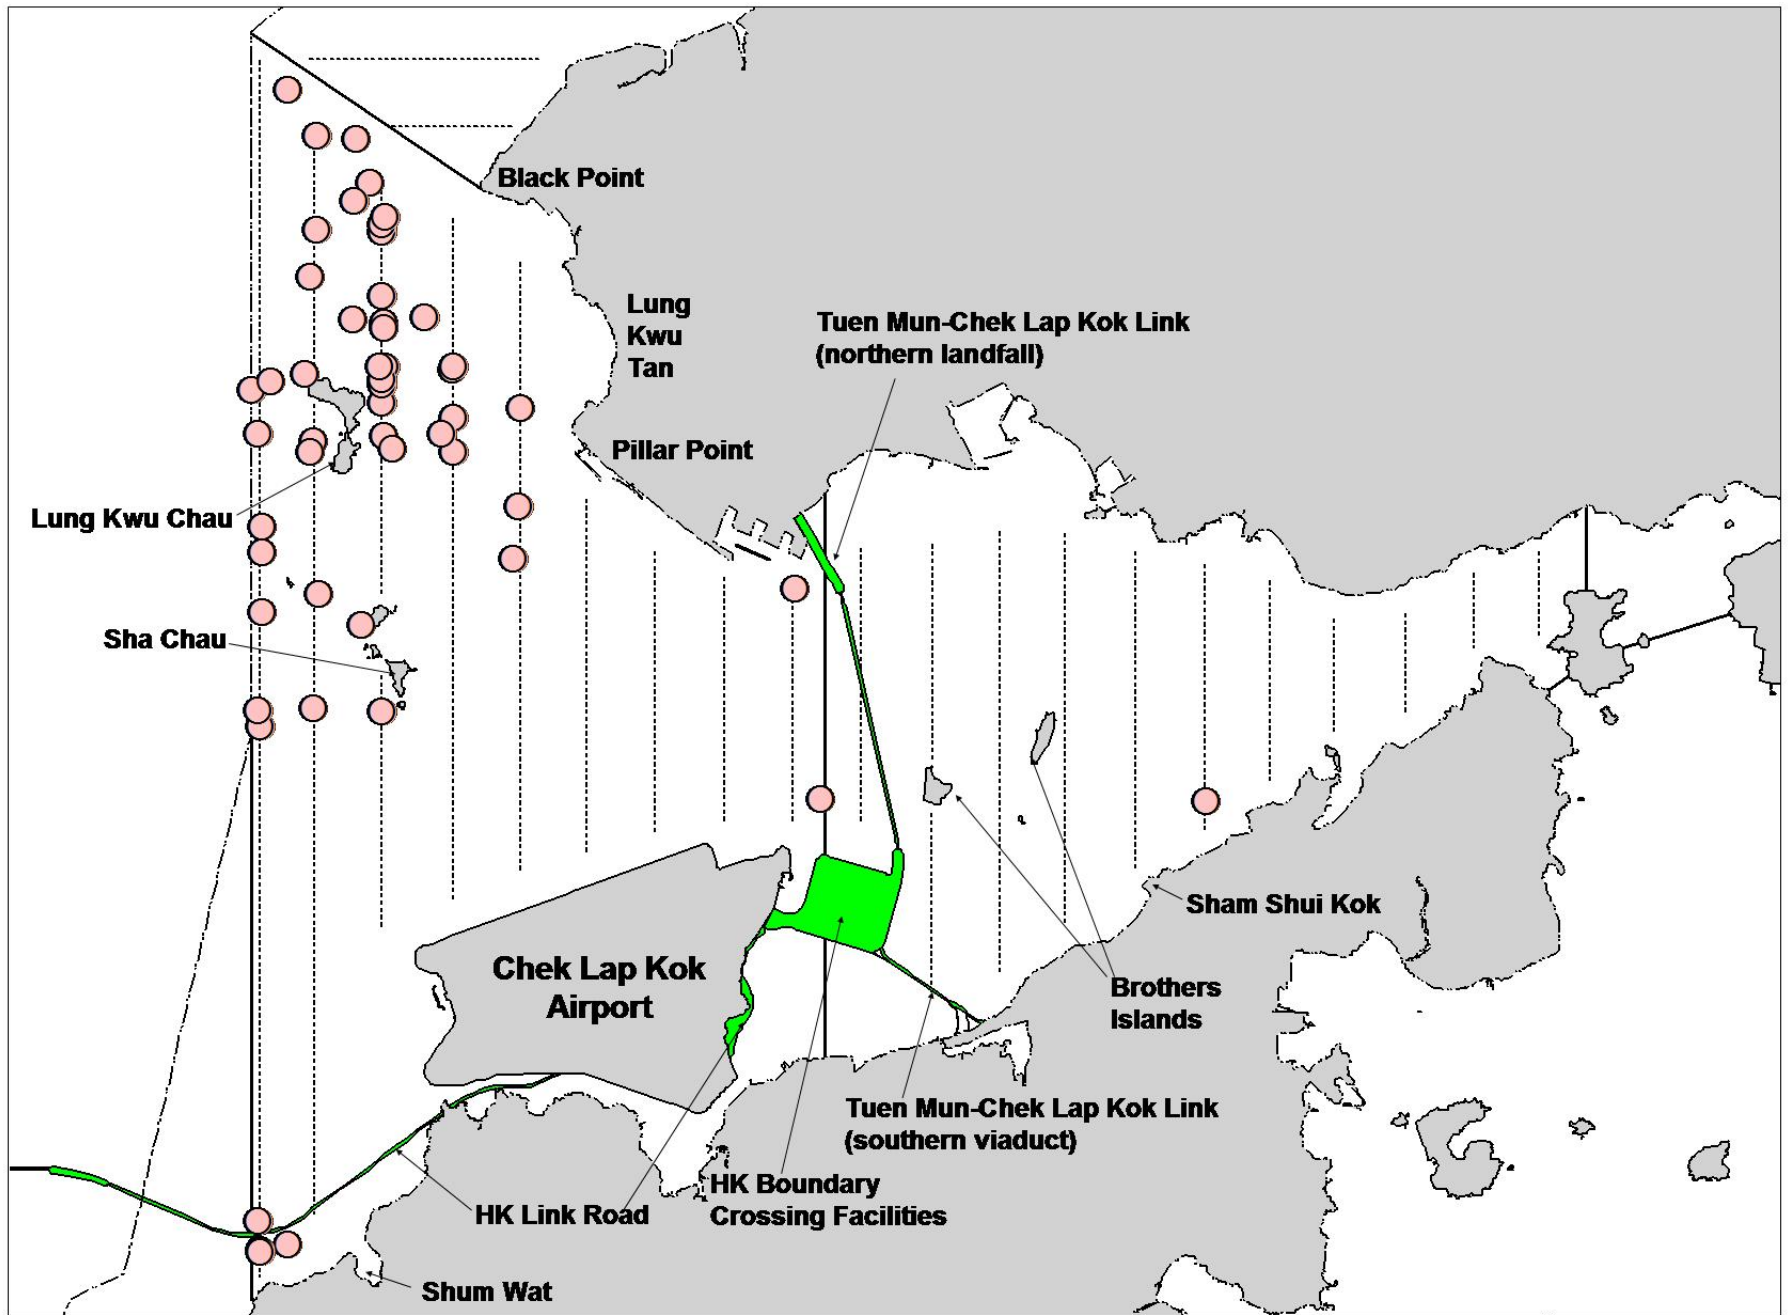 Black Point
Lung
Kwu
Tan
Tuen Mun-Chek Lap Kok Link
(northern landfall)
Pillar Point
Lung Kwu Chau
Sha Chau
Sham Shui Kok
Chek Lap Kok
Airport
Brothers
Islands
Tuen Mun-Chek Lap Kok Link
(southern viaduct)
HK Boundary
Crossing Facilities
HK Link Road
Shum Wat